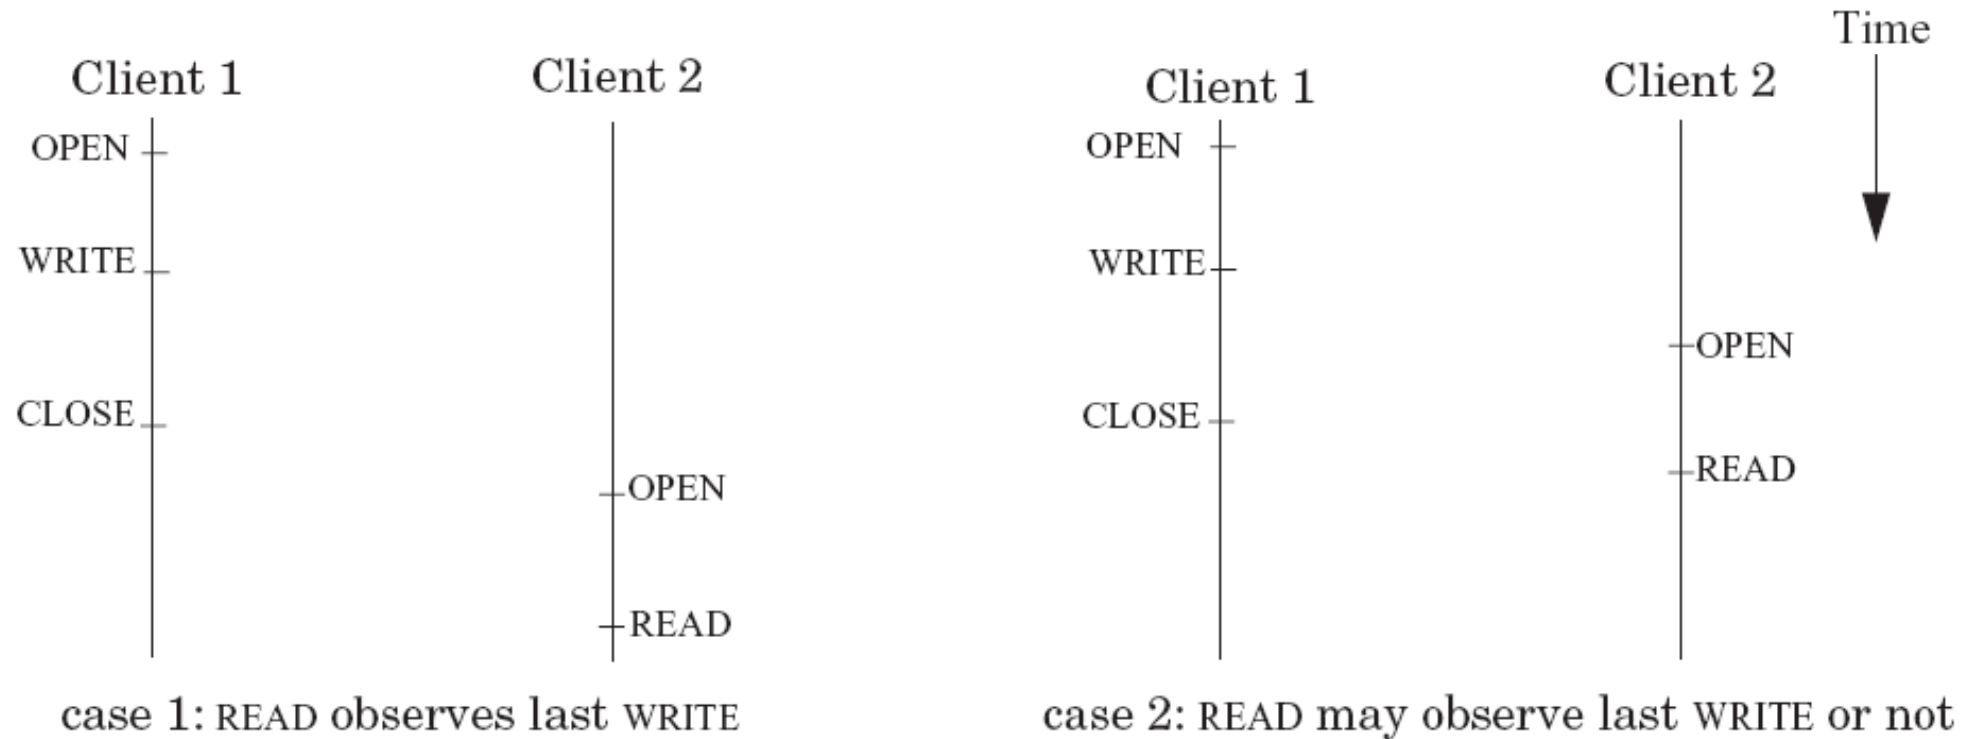 Time
Client 1
Client 2
OPEN
WRITE
CLOSE
OPEN
READ
case 1: READ observes last WRITE
Client 1
Client 2
OPEN
WRITE
OPEN
CLOSE
READ
case 2: READ may observe last WRITE or not